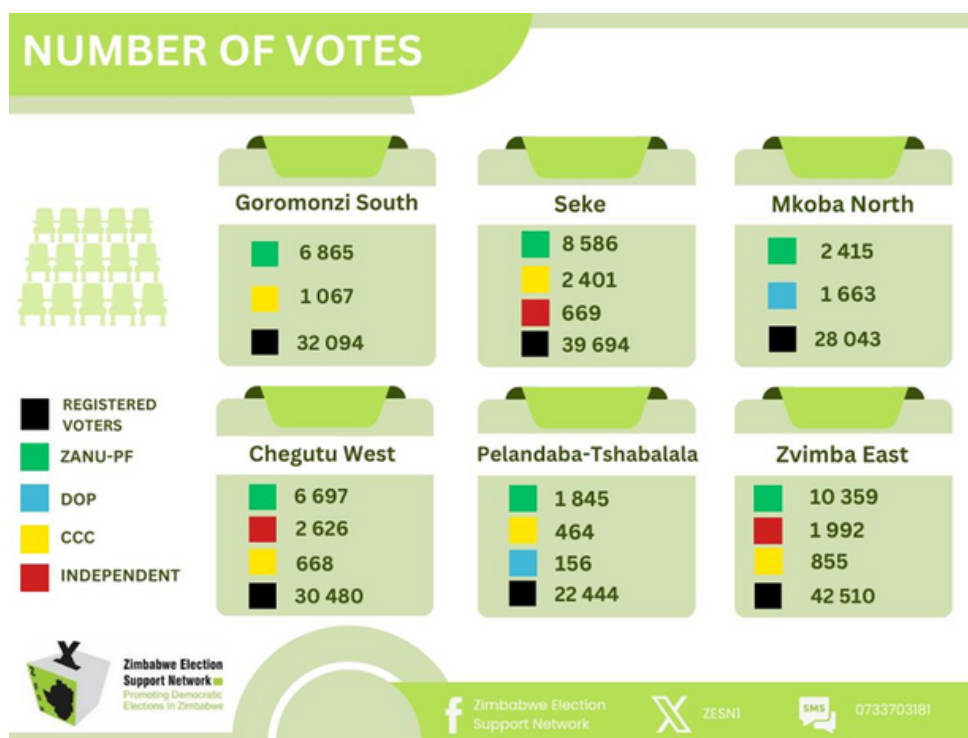 NUMBER OF VOTES
Goromonzi South
6 865
1 067
32 094
Seke
8 586
2 401
669
39 694
Mkoba North
2 415
1 663
28 043
REGISTERED
VOTERS
ZANU-PF
DOP
CCC
INDEPENDENT
Chegutu West
6 697
2 626
668
30 480
Pelandaba-Tshabalala
1 845
464
156
22 444
Zvimba East
10 359
1 992
855
42 510
Zimbabwe Election
Support Network
Promoting Democratic
Elections in Zimbabwe
Zimbabwe Election
Support Network
ZESN1
SMS
0733703181